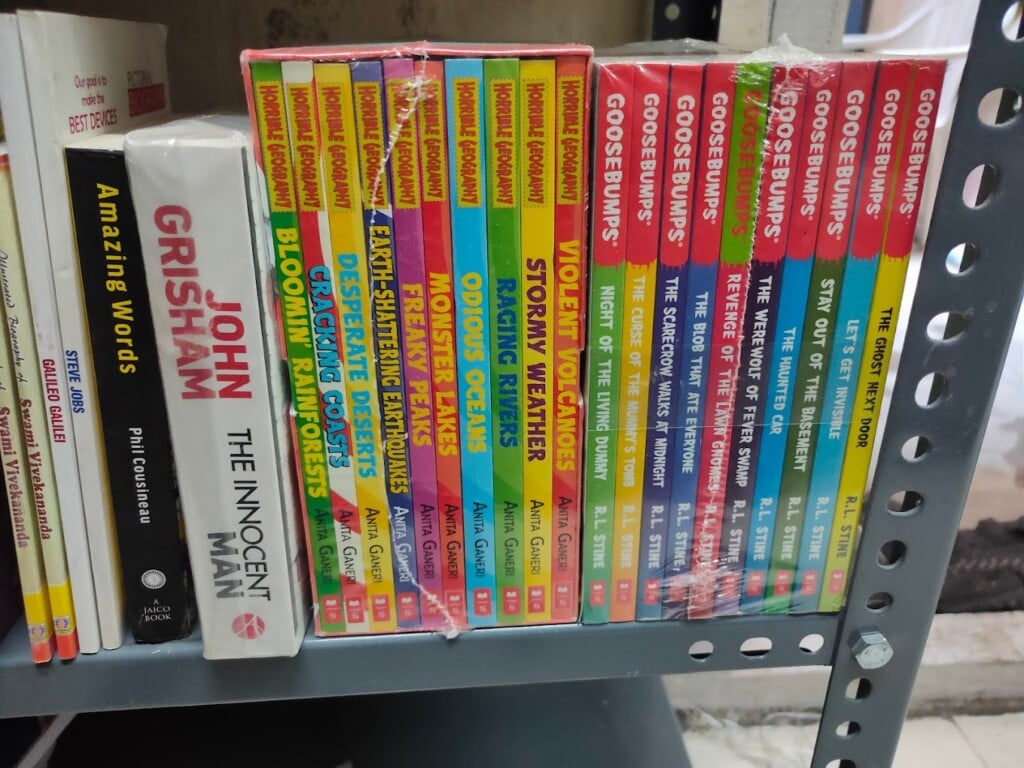 Illustrated Biography of
Swami Vivekananda
Swami Vivekananda
GALILEO GALILEI
STEVE JOBS
Our goal is to
make the
BEST DEVICES
Amazing Words
Phil Cousineau
A
JAICO
BOOK
JOHN
GRISHAM
THE INNOCENT
MAN
HORRIBLE GEOGRAPHY
BLOOMIN' RAINFORESTS
ANITA GANERI
HORRIBLE GEOGRAPHY
CRACKING COASTS
ANITA GANERI
HORRIBLE GEOGRAPHY
DESPERATE DESERTS
ANITA GANERI
HORRIBLE GEOGRAPHY
EARTH-SHATTERING EARTHQUAKES
ANITA GANERI
HORRIBLE GEOGRAPHY
FREAKY PEAKS
ANITA GANERI
HORRIBLE GEOGRAPHY
MONSTER LAKES
ANITA GANERI
HORRIBLE GEOGRAPHY
ODIOUS OCEANS
ANITA GANERI
HORRIBLE GEOGRAPHY
RAGING RIVERS
ANITA GANERI
HORRIBLE GEOGRAPHY
STORMY WEATHER
ANITA GANERI
HORRIBLE GEOGRAPHY
VIOLENT VOLCANOES
ANITA GANERI
GOOSEBUMPS
NIGHT OF THE LIVING DUMMY
R.L. STINE
GOOSEBUMPS
THE CURSE OF THE MUMMY'S TOMB
R.L. STINE
GOOSEBUMPS
THE SCARECROW WALKS AT MIDNIGHT
R.L. STINE
GOOSEBUMPS
THE BLOB THAT ATE EVERYONE
R.L. STINE
GOOSEBUMPS
REVENGE OF THE LAWN GNOMES
R.L. STINE
GOOSEBUMPS
THE WEREWOLF OF FEVER SWAMP
R.L. STINE
GOOSEBUMPS
THE HAUNTED CAR
R.L. STINE
GOOSEBUMPS
STAY OUT OF THE BASEMENT
R.L. STINE
GOOSEBUMPS
LET'S GET INVISIBLE
R.L. STINE
GOOSEBUMPS
THE GHOST NEXT DOOR
R.L. STINE